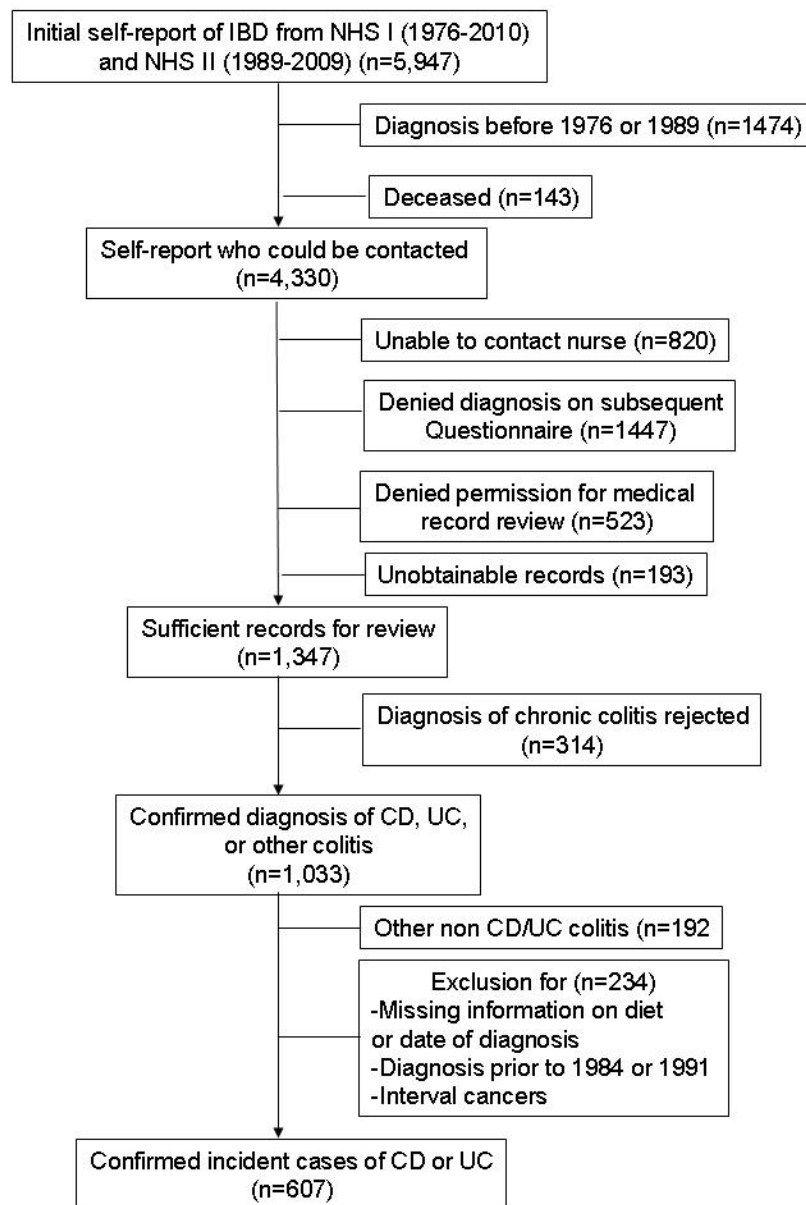 Initial self-report of IBD from NHS I (1976-2010)
and NHS II (1989-2009) (n=5,947)
Diagnosis before 1976 or 1989 (n=1474)
Deceased (n=143)
Self-report who could be contacted
(n=4,330)
Unable to contact nurse (n=820)
Denied diagnosis on subsequent
Questionnaire (n=1447)
Denied permission for medical
record review (n=523)
Unobtainable records (n=193)
Sufficient records for review
(n=1,347)
Diagnosis of chronic colitis rejected
(n=314)
Confirmed diagnosis of CD, UC,
or other colitis
(n=1,033)
Other non CD/UC colitis (n=192
Exclusion for (n=234)
-Missing information on diet
or date of diagnosis
-Diagnosis prior to 1984 or 1991
-Interval cancers
Confirmed incident cases of CD or UC
(n=607)